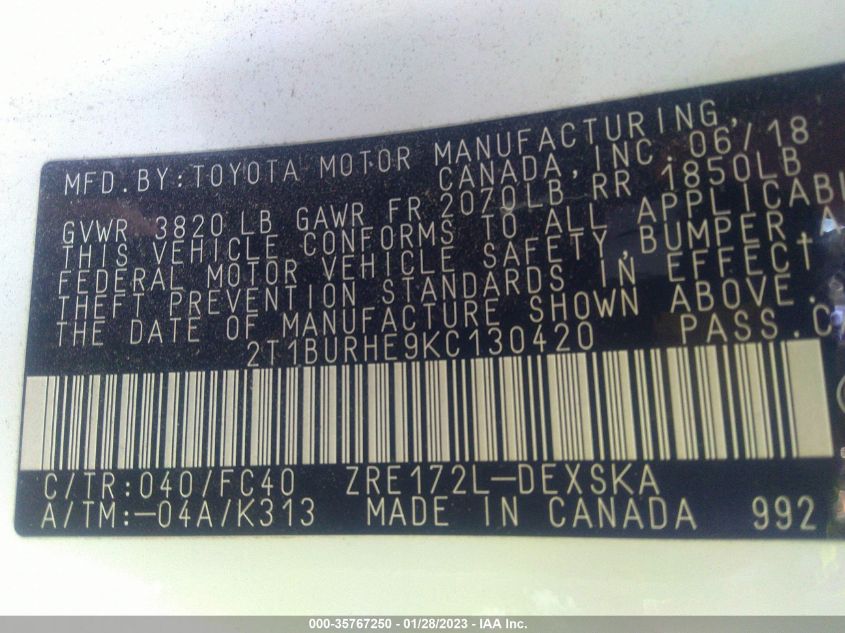 MFD.BY:TOYOTA MOTOR MANUFACTURING,
CANADA, INC. 06/18
GVWR 3820 LB GAWR FR 2070LB RR 1850LB
THIS VEHICLE CONFORMS TO ALL APPLICABL
FEDERAL MOTOR VEHICLE SAFETY, BUMPER, A
THEFT PREVENTION STANDARDS IN EFFECT
THE DATE OF MANUFACTURE SHOWN ABOVE.
2T1BURHE9KC130420 PASS.CA
C/TR:040/FC40 ZRE172L-DEXSKA
A/TM:-04A/K313 MADE IN CANADA 992
000-35767250 - 01/28/2023 - IAA Inc.